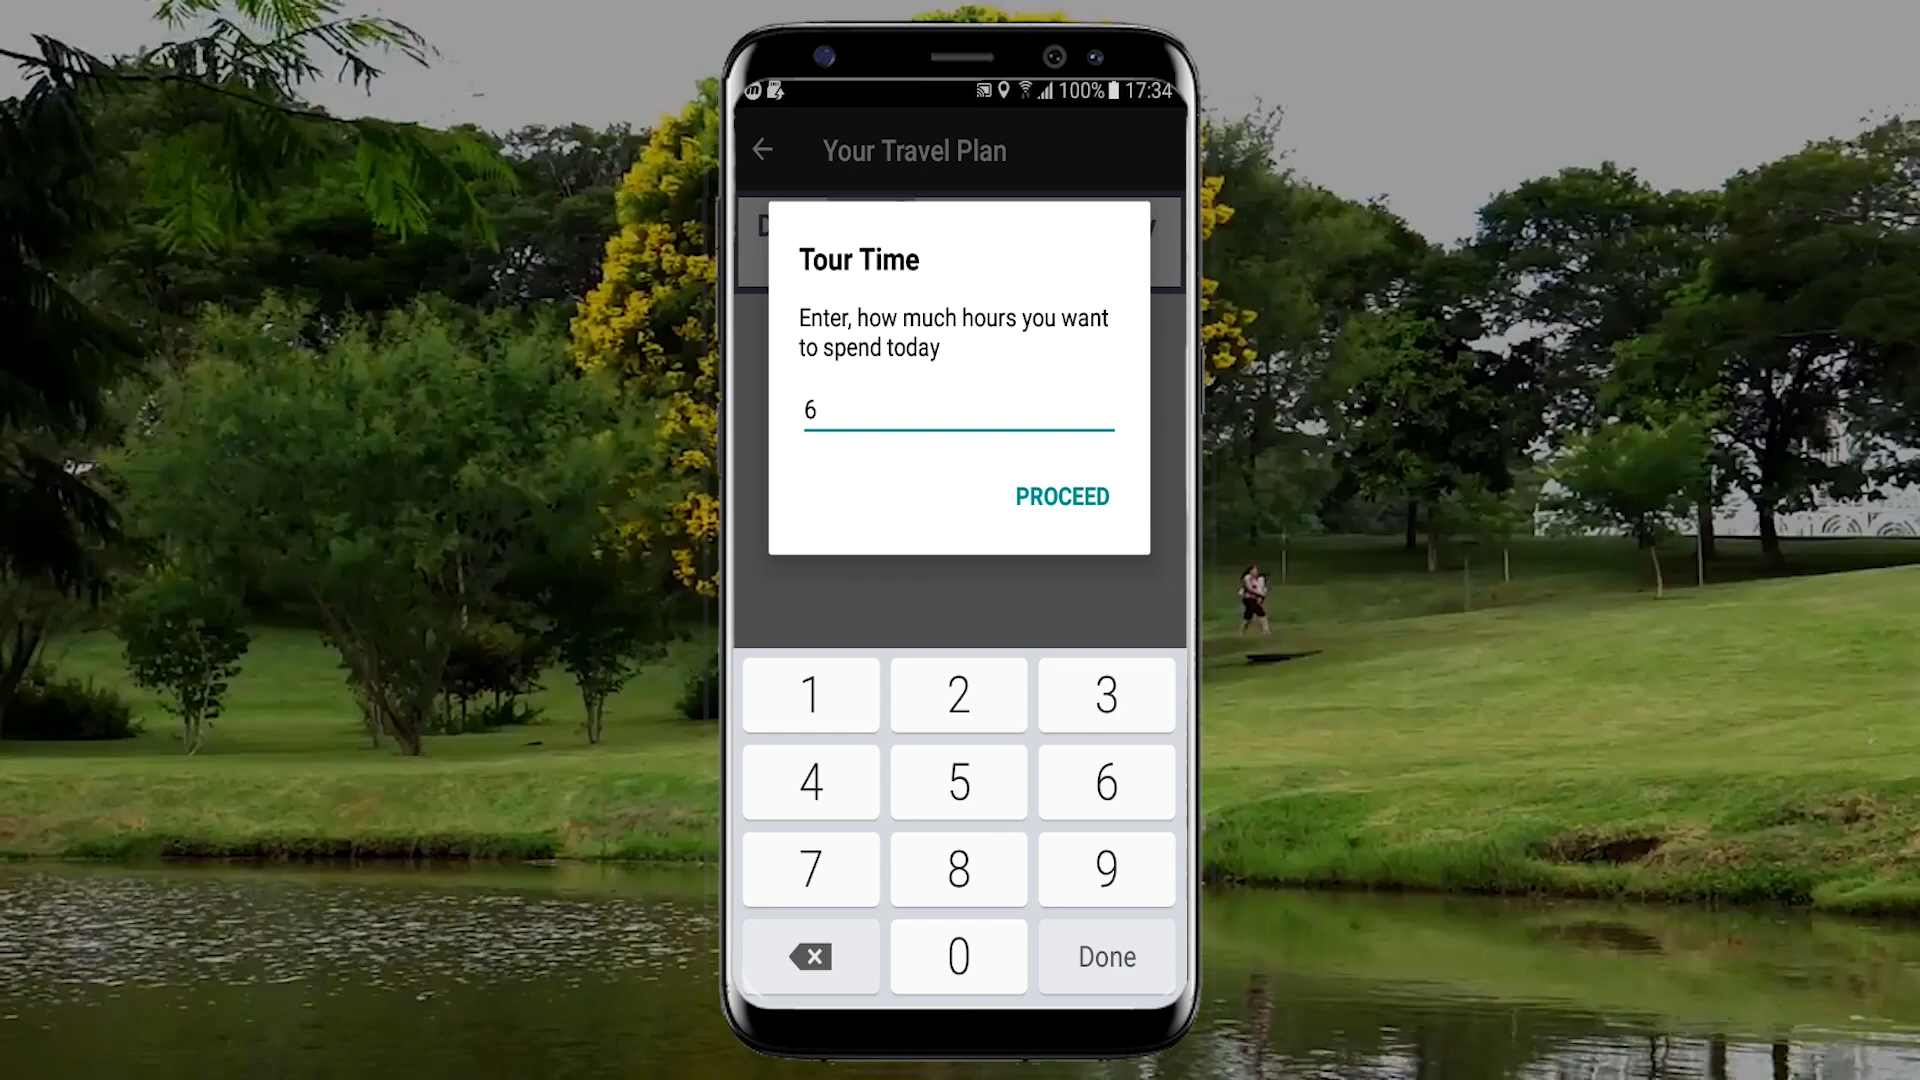 100% 17:34
Your Travel Plan
Tour Time
Enter, how much hours you want
to spend today
6
PROCEED
1 2 3
4 5 6
7 8 9
0 Done